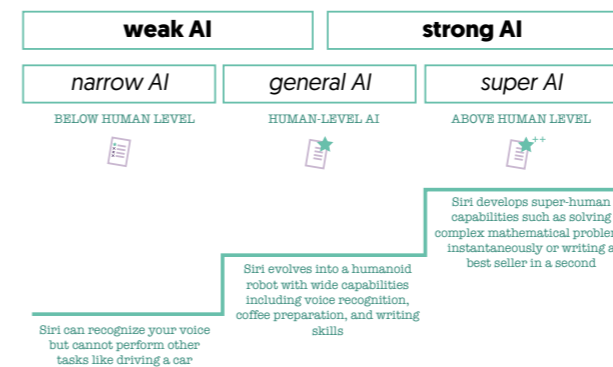 weak AI
strong AI
narrow AI
general AI
super AI
BELOW HUMAN LEVEL
HUMAN-LEVEL AI
ABOVE HUMAN LEVEL
++
Siri develops super-human
capabilities such as solving
complex mathematical problem
instantaneously or writing a
best seller in a second
Siri evolves into a humanoid
robot with wide capabilities
including voice recognition,
coffee preparation, and writing
skills
Siri can recognize your voice
but cannot perform other
tasks like driving a car